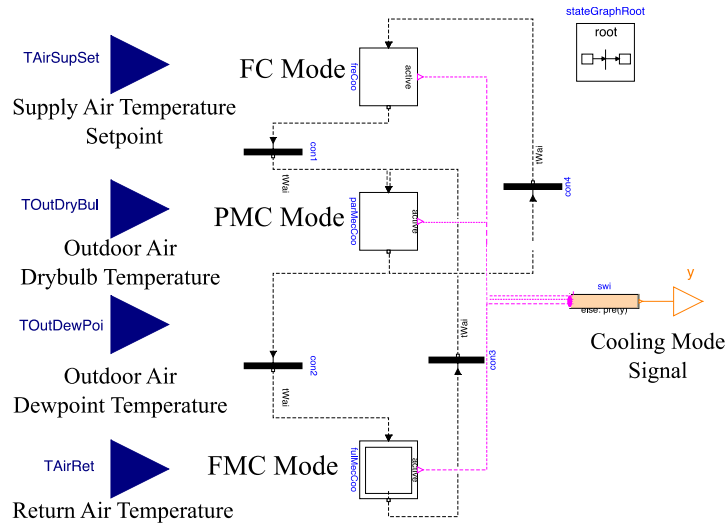 stateGraphRoot
root
TAirSupSet
Supply Air Temperature
Setpoint
FC Mode
freCoo
active
con1
tWai
tWai
con4
TOutDryBul
Outdoor Air
Drybulb Temperature
PMC Mode
parMecCoo
active
TOutDewPoi
Outdoor Air
Dewpoint Temperature
con2
tWai
tWai
con3
swi
else: pre(y)
y
Cooling Mode
Signal
TAirRet
Return Air Temperature
FMC Mode
fulMecCoo
active